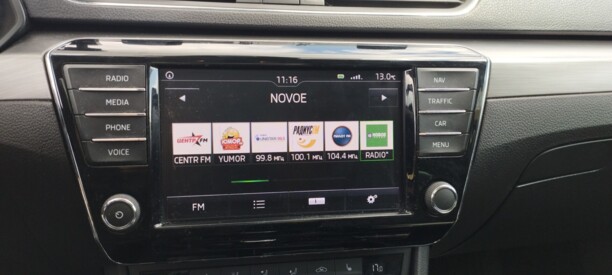 11:16 13.0°C
RADIO
MEDIA
PHONE
VOICE
NOVOE
CENTR FM YUMOR 99.8 МГЦ 100.1 МГЦ 104.4 МГЦ RADIO"
FM
NAV
TRAFFIC
CAR
MENU